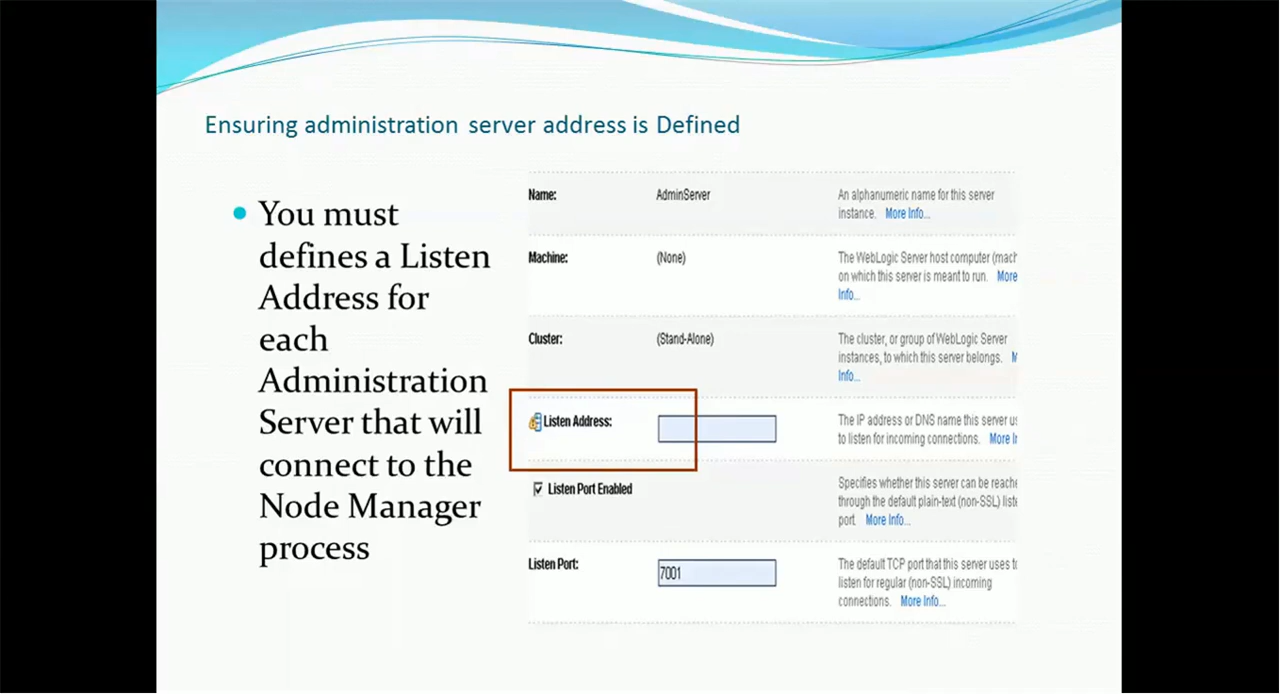 Ensuring administration server address is Defined
You must
defines a Listen
Address for
each
Administration
Server that will
connect to the
Node Manager
process
Name:
AdminServer
An alphanumeric name for this server
instance. More Info...
Machine:
(None)
The WebLogic Server host computer (mach
on which this server is meant to run. More
Info...
Cluster:
(Stand-Alone)
The cluster, or group of WebLogic Server
instances, to which this server belongs. M
Info...
Listen Address:
The IP address or DNS name this server us
to listen for incoming connections. More In
Listen Port Enabled
Specifies whether this server can be reache
through the default plain-text (non-SSL) liste
port. More Info...
Listen Port:
7001
The default TCP port that this server uses to
listen for regular (non-SSL) incoming
connections. More Info...